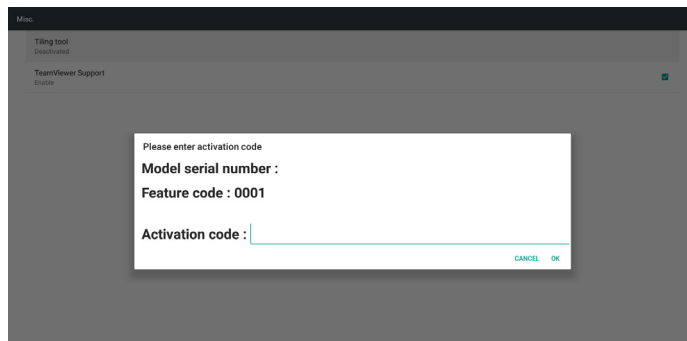 Misc.
Tiling tool
Deactivated
TeamViewer Support
Enable
Please enter activation code
Model serial number :
Feature code : 0001
Activation code :
CANCEL OK